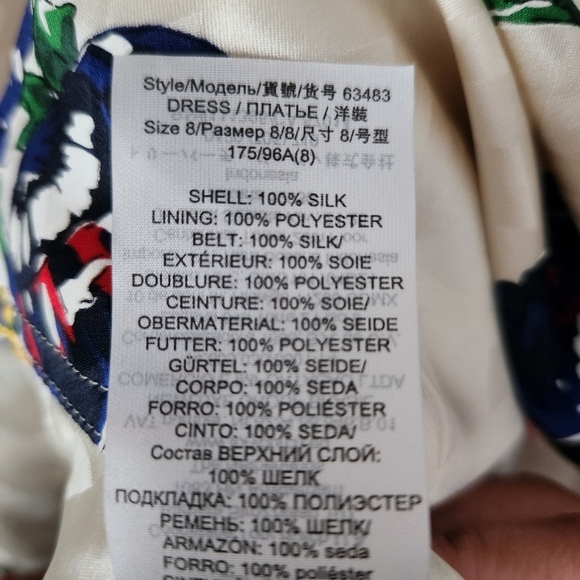 Style/Модель/貨號/货号 63483
DRESS / ПЛАТЬЕ / 洋裝
Size 8/Размер 8/8/尺寸 8/号型
175/96A(8)
SHELL: 100% SILK
LINING: 100% POLYESTER
BELT: 100% SILK/
EXTÉRIEUR: 100% SOIE
DOUBLURE: 100% POLYESTER
CEINTURE: 100% SOIE/
OBERMATERIAL: 100% SEIDE
FUTTER: 100% POLYESTER
GÜRTEL: 100% SEIDE/
CORPO: 100% SEDA
FORRO: 100% POLIÉSTER
CINTO: 100% SEDA/
Состав ВЕРХНИЙ СЛОЙ:
100% ШЕЛК
ПОДКЛАДКА: 100% ПОЛИЭСТЕР
РЕМЕНЬ: 100% ШЕЛК/
ARMAZÓN: 100% seda
FORRO: 100% poliéster